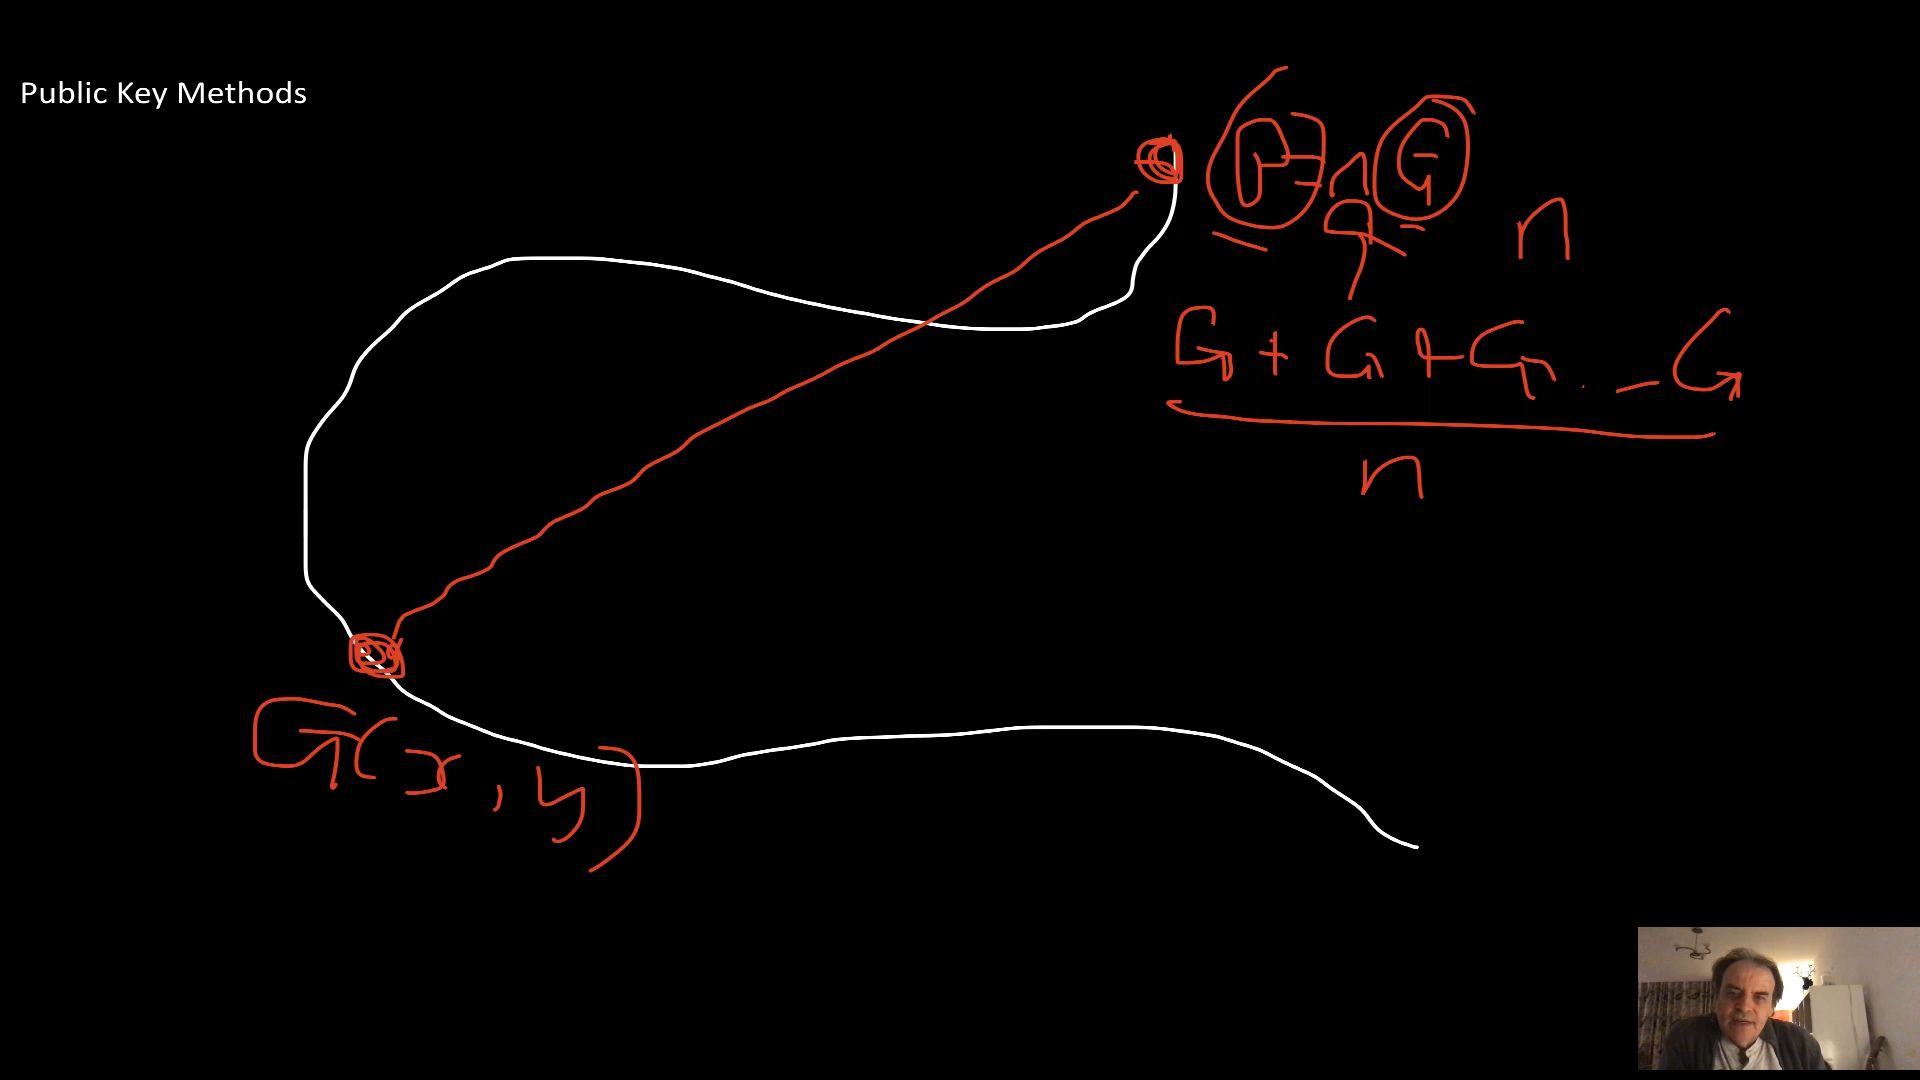 Public Key Methods
P = n G
n
G + G + G . _ G
n
G(x, y)